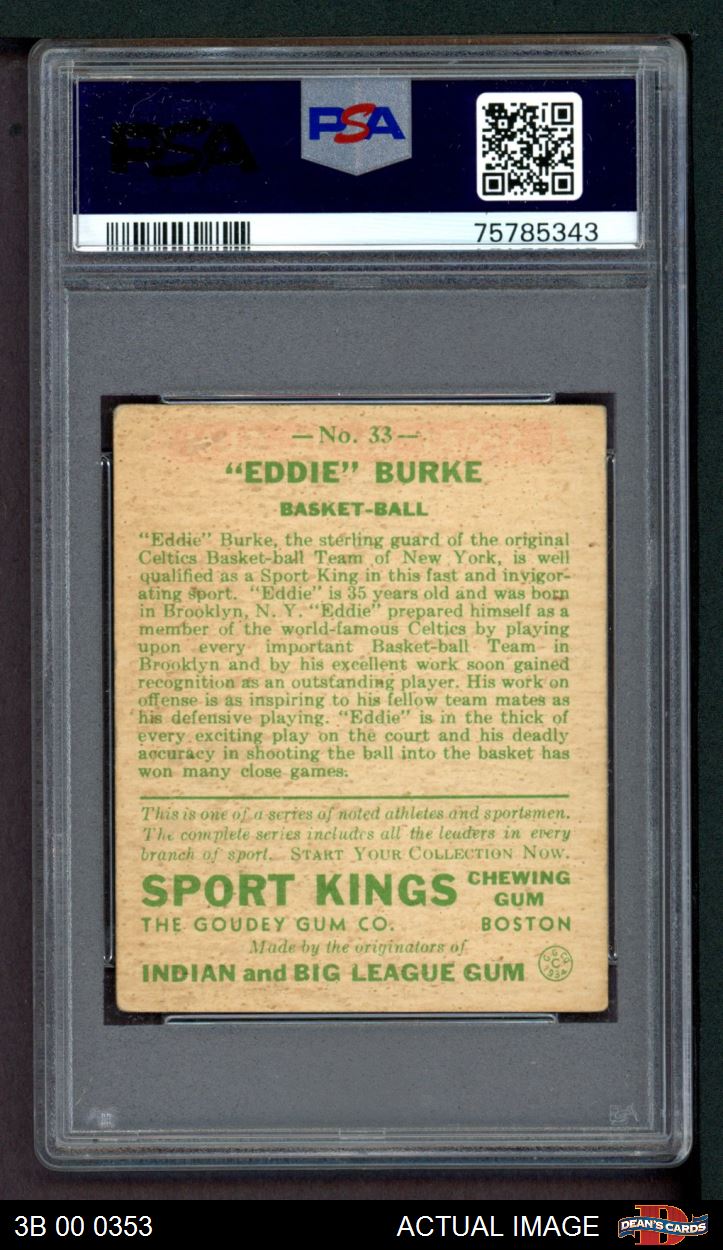 PSA
PSA
75785343
—No. 33—
"EDDIE" BURKE
BASKET-BALL
"Eddie" Burke, the sterling guard of the original
Celtics Basket-ball Team of New York, is well
qualified as a Sport King in this fast and invigor-
ating sport. "Eddie" is 35 years old and was born
in Brooklyn, N. Y. "Eddie" prepared himself as a
member of the world-famous Celtics by playing
upon every important Basket-ball Team in
Brooklyn and by his excellent work soon gained
recognition as an outstanding player. His work on
offense is as inspiring to his fellow team mates as
his defensive playing. "Eddie" is in the thick of
every exciting play on the court and his deadly
accuracy in shooting the ball into the basket has
won many close games.
This is one of a series of noted athletes and sportsmen.
The complete series includes all the leaders in every
branch of sport. START YOUR COLLECTION NOW.
SPORT KINGS CHEWING GUM
THE GOUDEY GUM CO. BOSTON
Made by the originators of
INDIAN and BIG LEAGUE GUM
G G CO
C
1934
PSA
3B 00 0353
ACTUAL IMAGE
DEAN'S CARDS